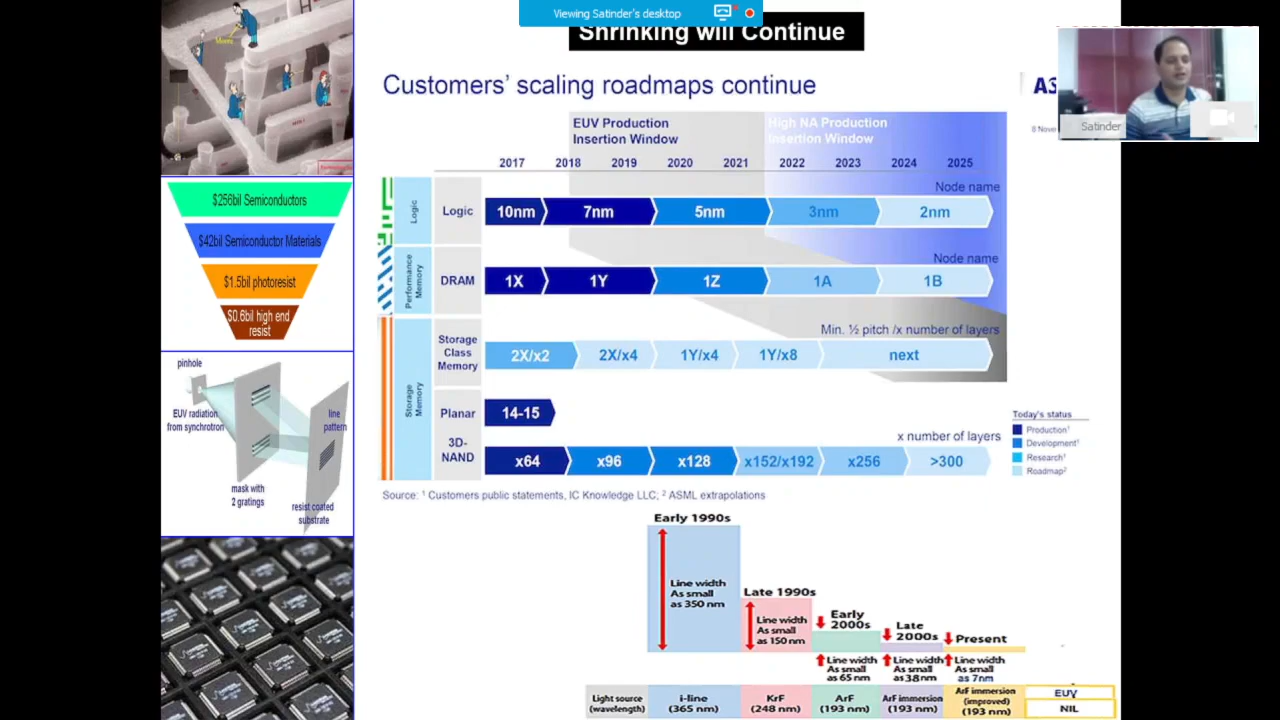 Viewing Satinder's desktop
Shrinking will Continue
Customers' scaling roadmaps continue
Satinder
EUV Production
Insertion Window
High NA Production
Insertion Window
2017 2018 2019 2020 2021 2022 2023 2024 2025
Node name
Logic
Logic
10nm 7nm 5nm 3nm 2nm
Node name
Performance
Memory
DRAM
1X 1Y 1Z 1A 1B
Min. ½ pitch /x number of layers
Storage
Class
Memory
2X/x2 2X/x4 1Y/x4 1Y/x8 next
Storage
Memory
Planar
14-15
3D-
NAND
x number of layers
x64 x96 x128 x152/x192 x256 >300
Today's status
Production¹
Development¹
Research¹
Roadmap²
Source: ¹ Customers public statements, IC Knowledge LLC; ² ASML extrapolations
$256bil Semiconductors
$42bil Semiconductor Materials
$1.5bil photoresist
$0.6bil high end
resist
pinhole
EUV radiation
from synchrotron
line
pattern
mask with
2 gratings
resist coated
substrate
Early 1990s
Line width
As small
as 350 nm
Late 1990s
Line width
As small
as 150 nm
Early
2000s
Line width
As small
as 65 nm
Late
2000s
Line width
As small
as 38nm
Present
Line width
As small
as 7nm
Light source
(wavelength)
i-line
(365 nm)
KrF
(248 nm)
ArF
(193 nm)
ArF immersion
(193 nm)
ArF immersion
(improved)
(193 nm)
EUV
NIL